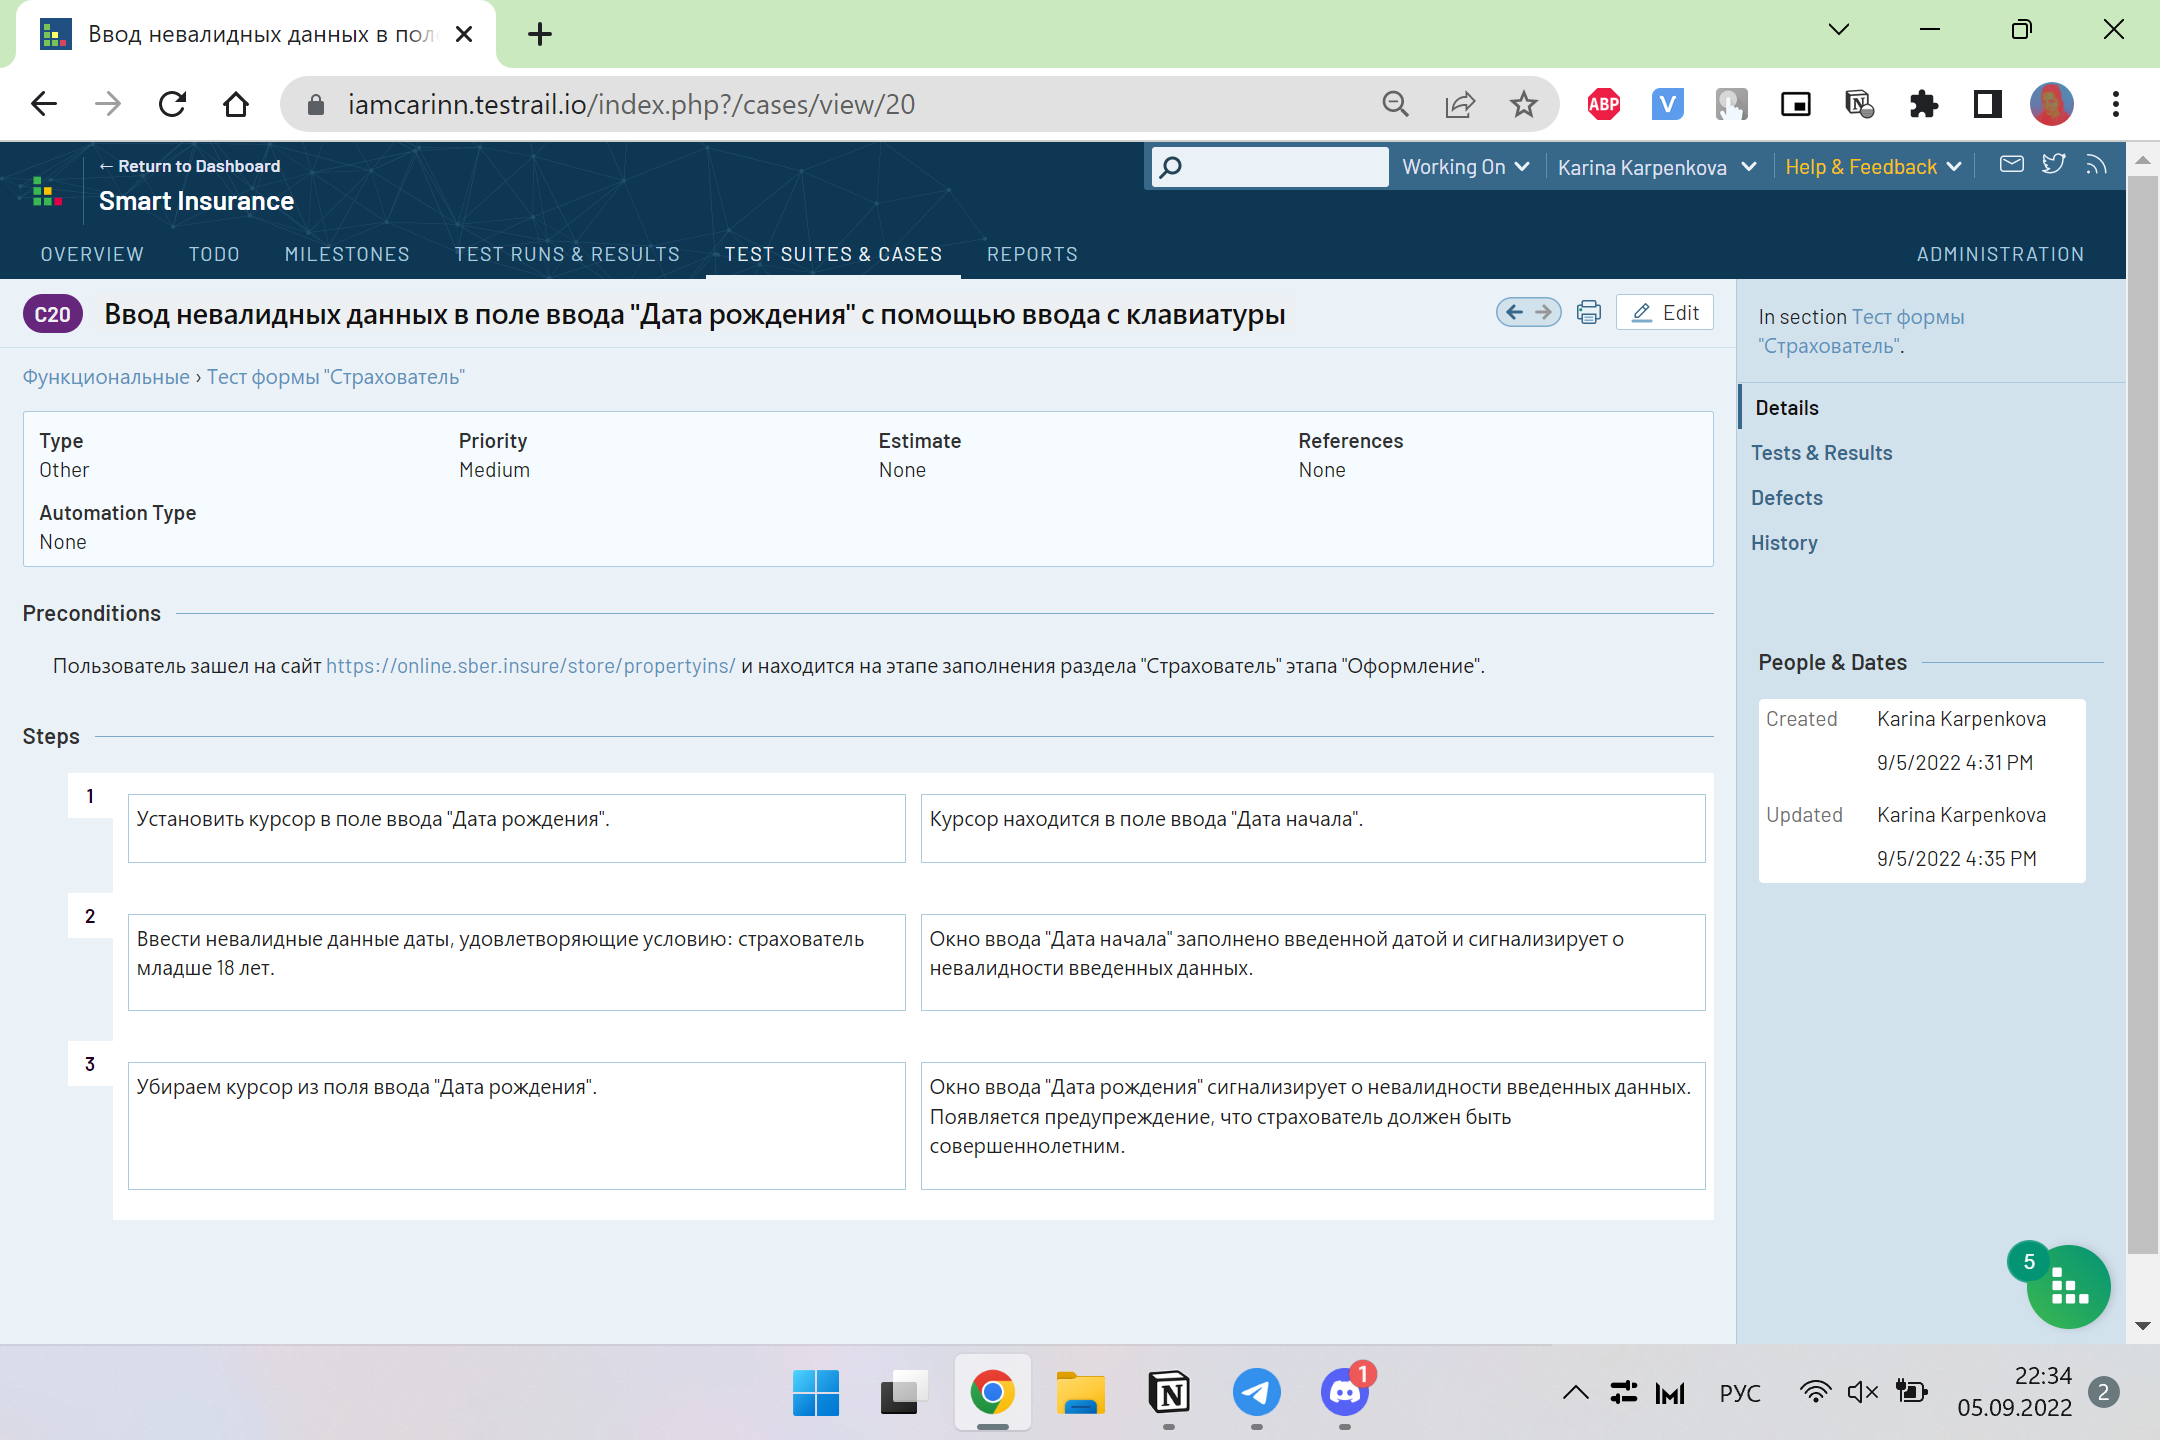 Ввод невалидных данных в пол
iamcarinn.testrail.io/index.php?/cases/view/20
ABP
V
N
← Return to Dashboard
Smart Insurance
Working On
Karina Karpenkova
Help & Feedback
OVERVIEW
TODO
MILESTONES
TEST RUNS & RESULTS
TEST SUITES & CASES
REPORTS
ADMINISTRATION
C20
Ввод невалидных данных в поле ввода "Дата рождения" с помощью ввода с клавиатуры
Edit
Функциональные › Тест формы "Страхователь"
Type
Other
Priority
Medium
Estimate
None
References
None
Automation Type
None
Preconditions
Пользователь зашел на сайт https://online.sber.insure/store/propertyins/ и находится на этапе заполнения раздела "Страхователь" этапа "Оформление".
Steps
1
Установить курсор в поле ввода "Дата рождения".
Курсор находится в поле ввода "Дата начала".
2
Ввести невалидные данные даты, удовлетворяющие условию: страхователь
младше 18 лет.
Окно ввода "Дата начала" заполнено введенной датой и сигнализирует о
невалидности введенных данных.
3
Убираем курсор из поля ввода "Дата рождения".
Окно ввода "Дата рождения" сигнализирует о невалидности введенных данных.
Появляется предупреждение, что страхователь должен быть
совершеннолетним.
In section Тест формы
"Страхователь".
Details
Tests & Results
Defects
History
People & Dates
Created
Karina Karpenkova
9/5/2022 4:31 PM
Updated
Karina Karpenkova
9/5/2022 4:35 PM
5
N
1
РУС
22:34
05.09.2022
2